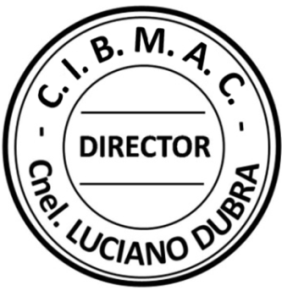 - C. I. B. M. A. C. -
DIRECTOR
Cnel. LUCIANO DUBRA